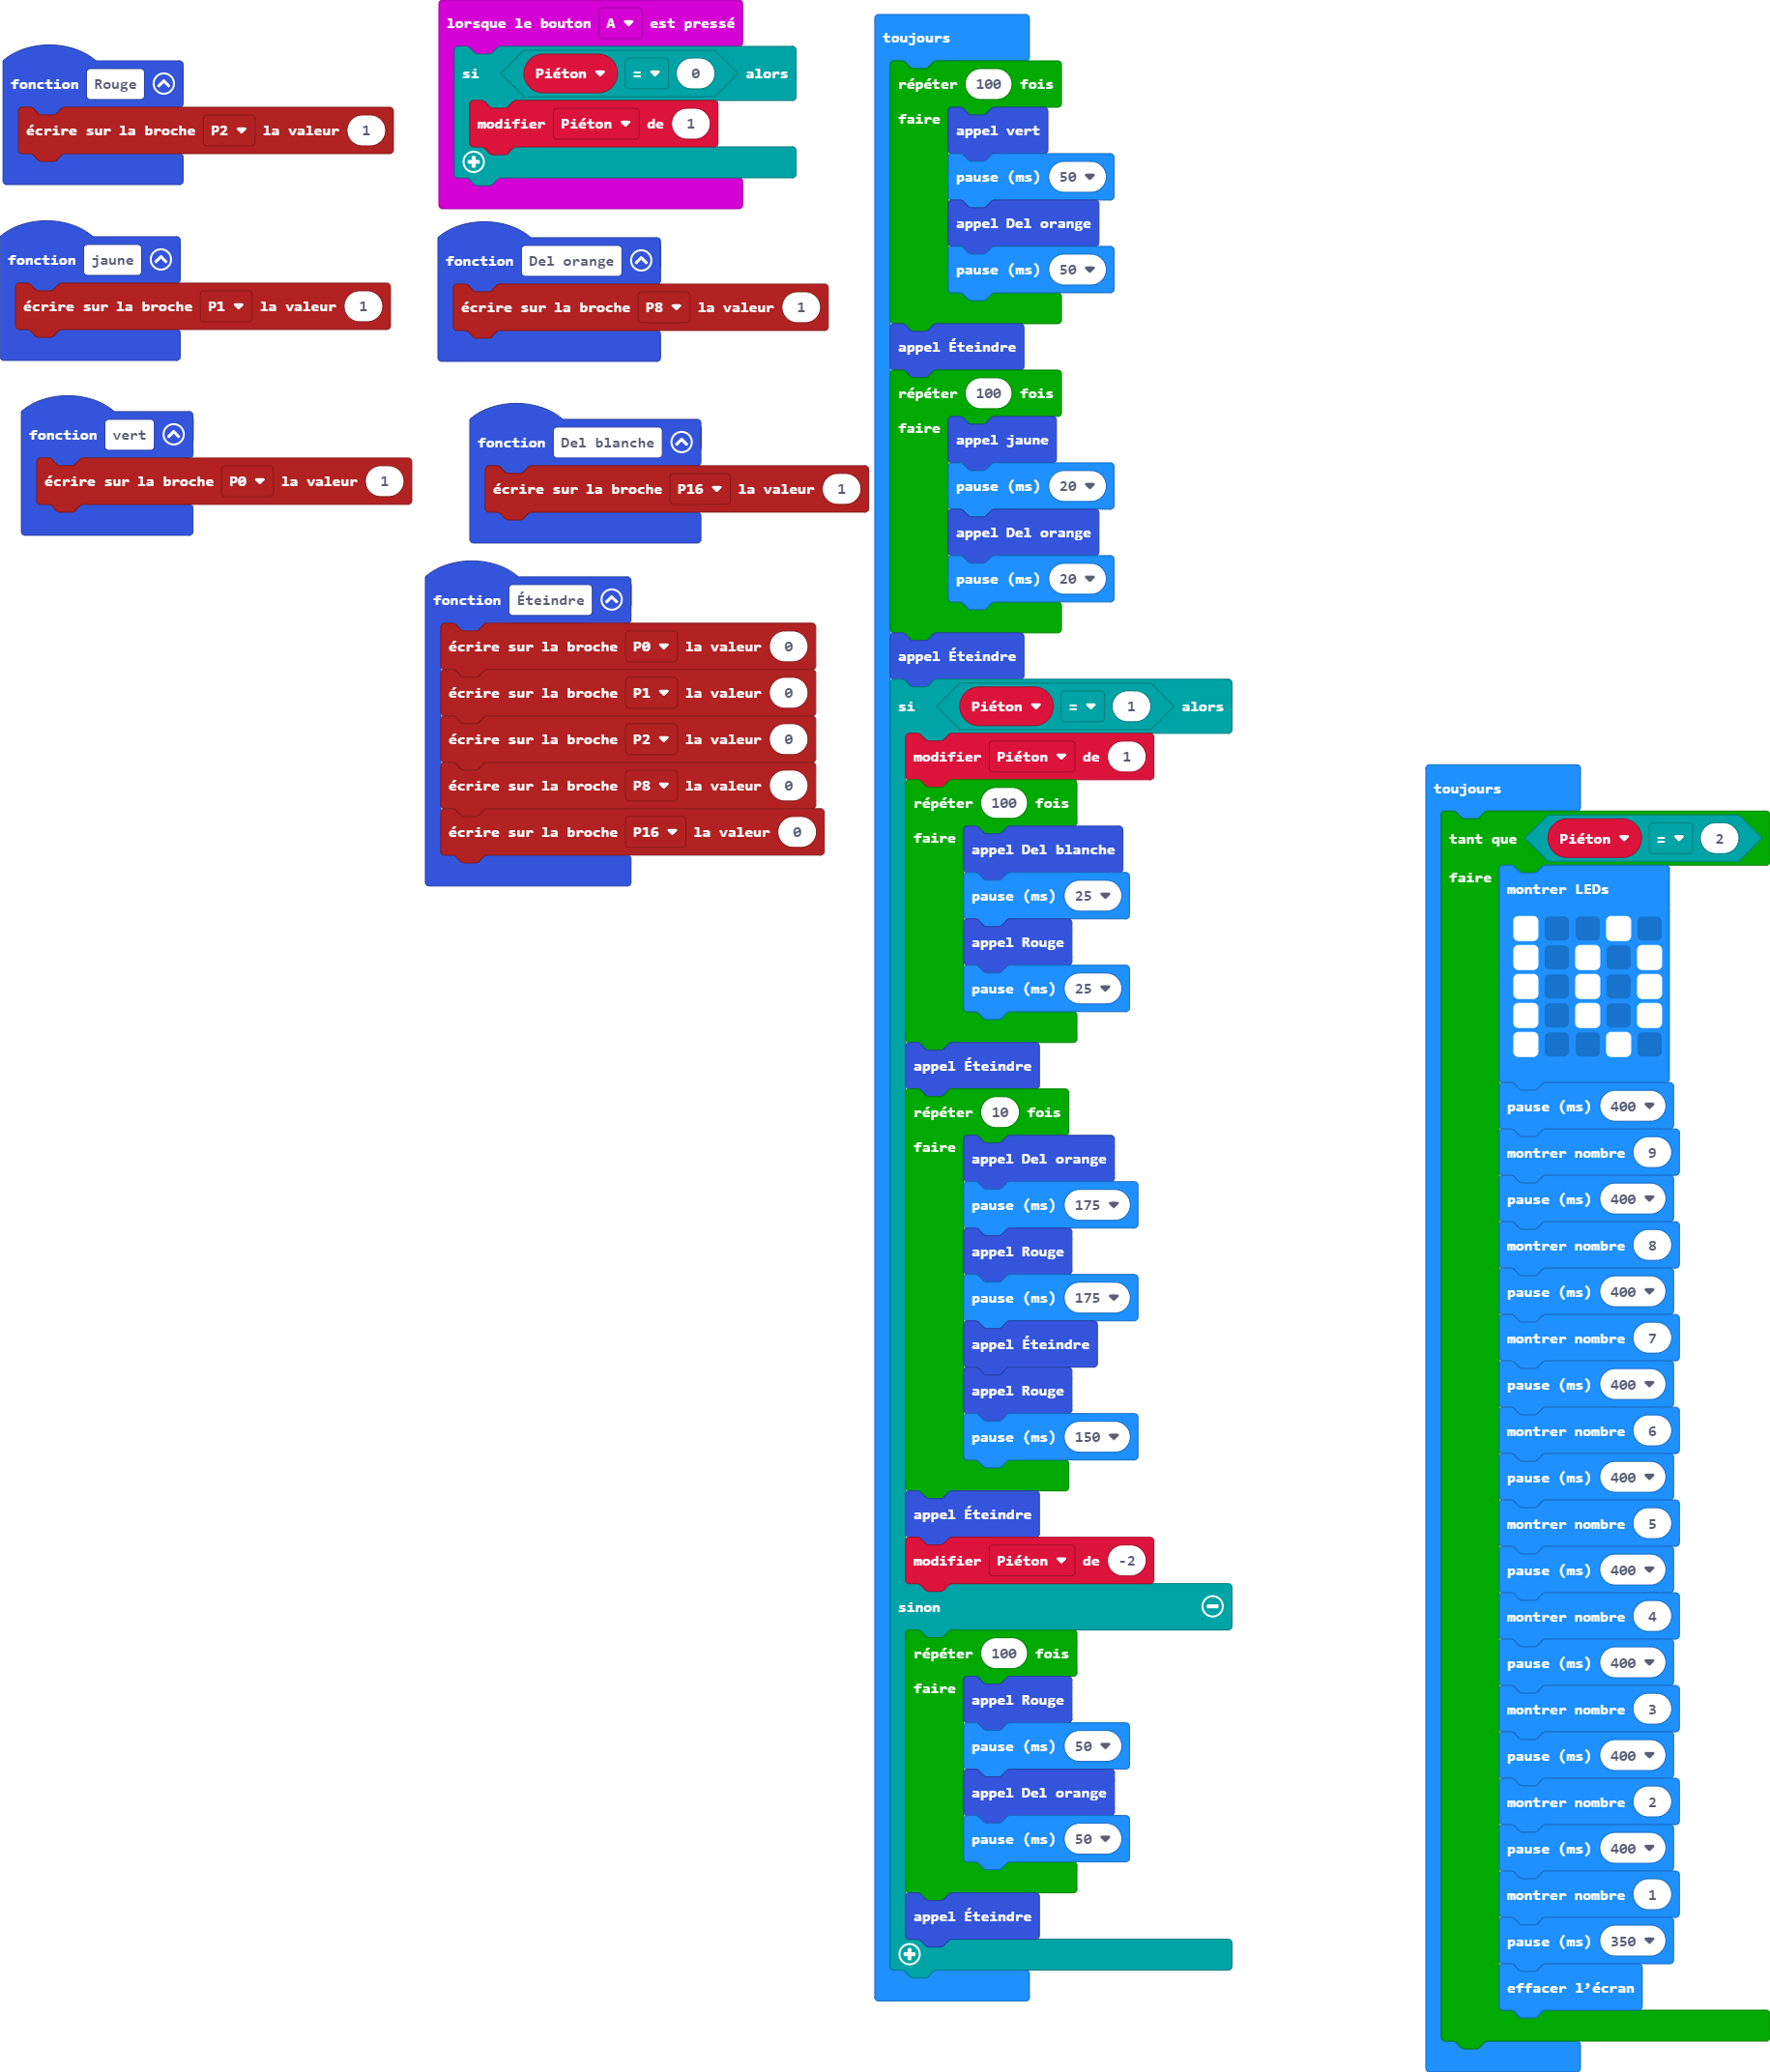 fonction Rouge
écrire sur la broche P2 la valeur 1
fonction jaune
écrire sur la broche P1 la valeur 1
fonction vert
écrire sur la broche P0 la valeur 1
lorsque le bouton A est pressé
si Piéton = 0 alors
modifier Piéton de 1
fonction Del orange
écrire sur la broche P8 la valeur 1
fonction Del blanche
écrire sur la broche P16 la valeur 1
fonction Éteindre
écrire sur la broche P0 la valeur 0
écrire sur la broche P1 la valeur 0
écrire sur la broche P2 la valeur 0
écrire sur la broche P8 la valeur 0
écrire sur la broche P16 la valeur 0
toujours
répéter 100 fois
faire
appel vert
pause (ms) 50
appel Del orange
pause (ms) 50
appel Éteindre
répéter 100 fois
faire
appel jaune
pause (ms) 20
appel Del orange
pause (ms) 20
appel Éteindre
si Piéton = 1 alors
modifier Piéton de 1
répéter 100 fois
faire
appel Del blanche
pause (ms) 25
appel Rouge
pause (ms) 25
appel Éteindre
répéter 10 fois
faire
appel Del orange
pause (ms) 175
appel Rouge
pause (ms) 175
appel Éteindre
appel Rouge
pause (ms) 150
appel Éteindre
modifier Piéton de -2
sinon
répéter 100 fois
faire
appel Rouge
pause (ms) 50
appel Del orange
pause (ms) 50
appel Éteindre
toujours
tant que Piéton = 2
faire
montrer LEDs
pause (ms) 400
montrer nombre 9
pause (ms) 400
montrer nombre 8
pause (ms) 400
montrer nombre 7
pause (ms) 400
montrer nombre 6
pause (ms) 400
montrer nombre 5
pause (ms) 400
montrer nombre 4
pause (ms) 400
montrer nombre 3
pause (ms) 400
montrer nombre 2
pause (ms) 400
montrer nombre 1
pause (ms) 350
effacer l’écran